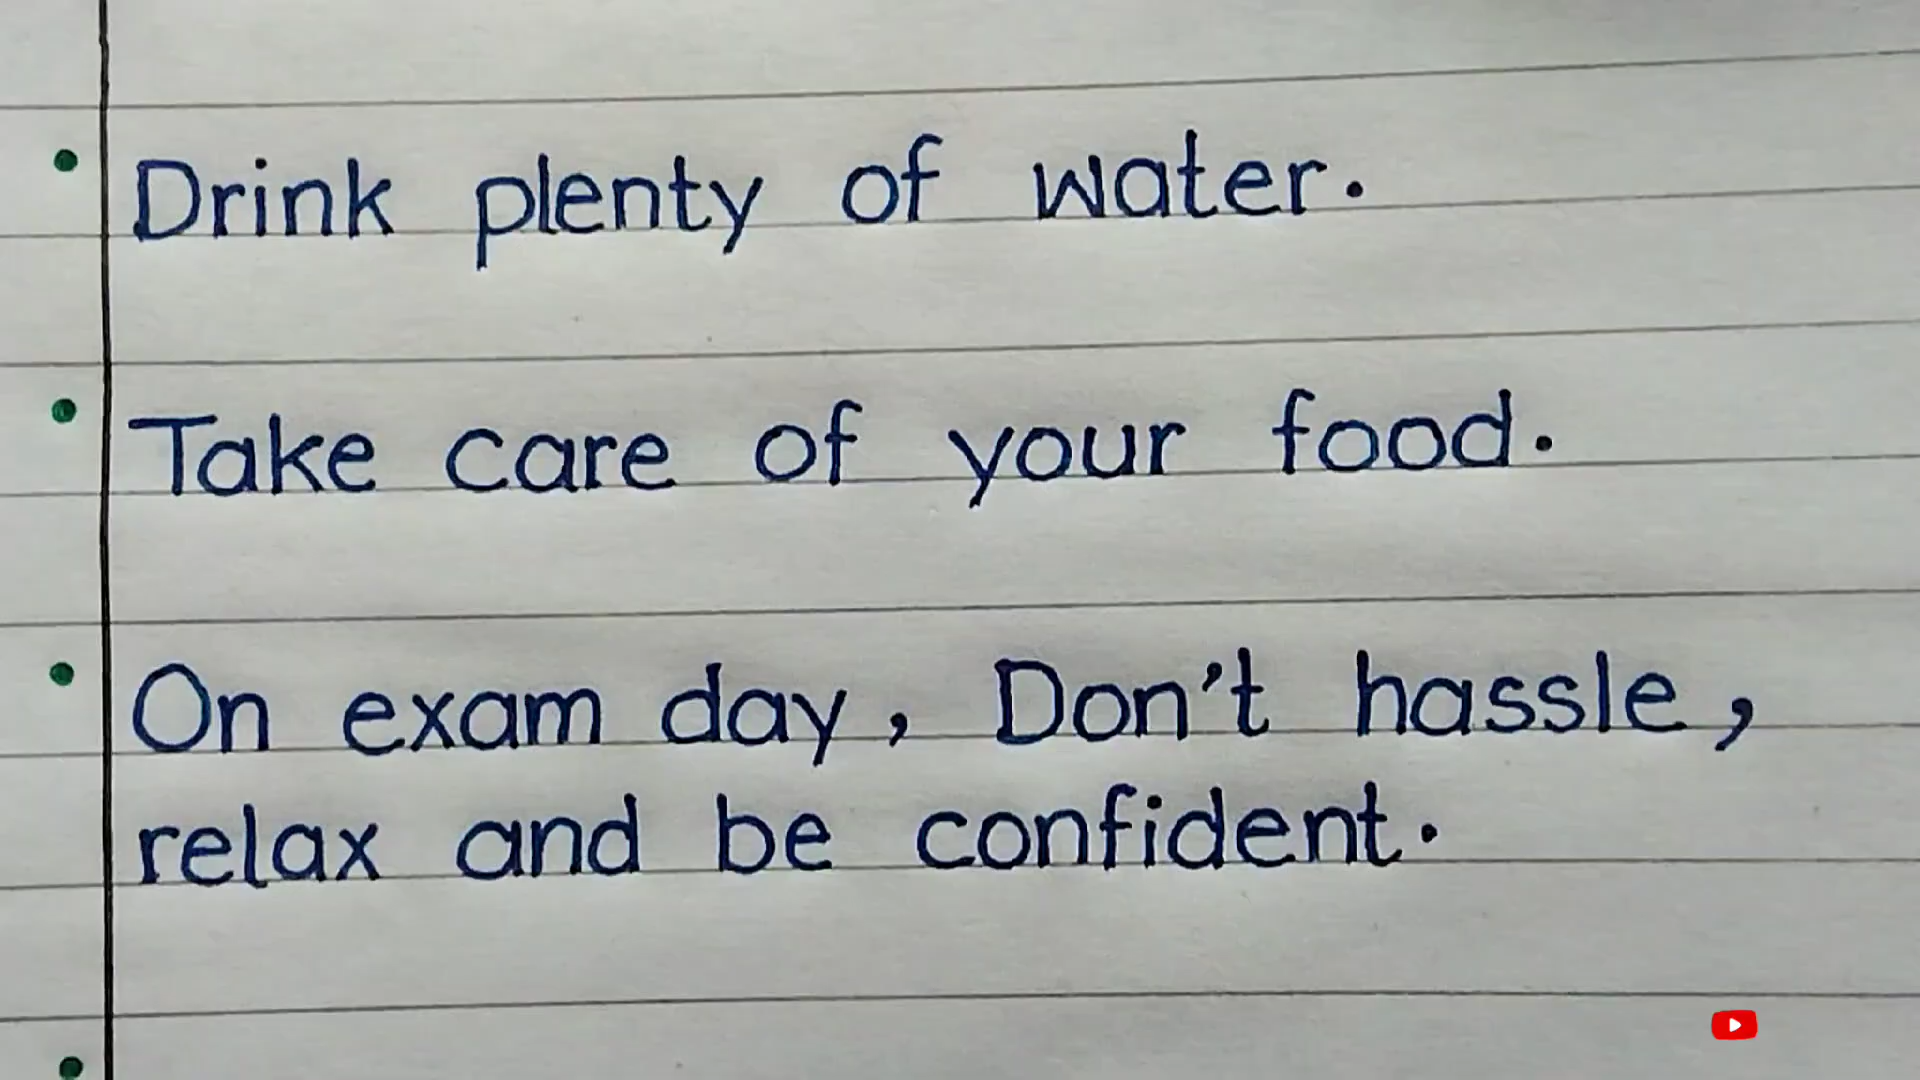 Drink plenty of water.
Take care of your food.
On exam day, Don't hassle,
relax and be confident.